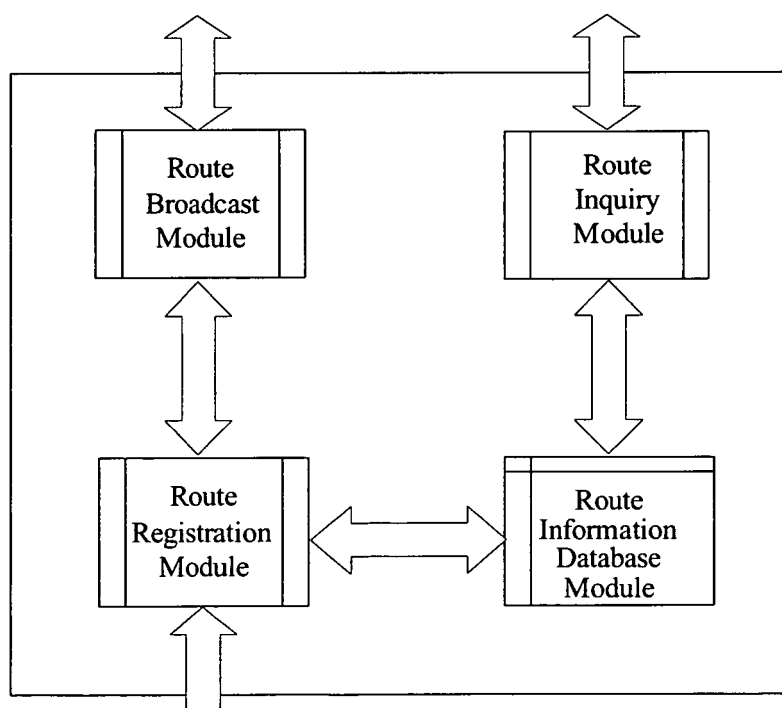 Route
Broadcast
Module
Route
Inquiry
Module
Route
Registration
Module
Route
Information
Database
Module